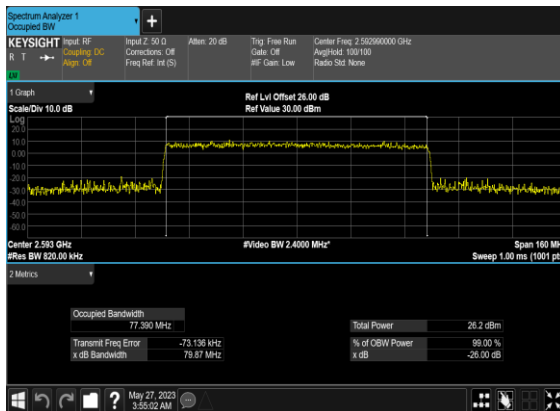 Spectrum Analyzer 1
Occupied BW
KEYSIGHT
R T
Input: RF
Coupling: DC
Align: Off
Input Z: 50 Ω
Corrections: Off
Freq Ref: Int (S)
Atten: 20 dB
Trig: Free Run
Gate: Off
#IF Gain: Low
Center Freq: 2.592990000 GHz
Avg|Hold: 100/100
Radio Std: None
1 Graph
Scale/Div 10.0 dB
Ref Lvl Offset 26.00 dB
Ref Value 30.00 dBm
Log
20.0
10.0
0.00
-10.0
-20.0
-30.0
-40.0
-50.0
-60.0
Center 2.593 GHz
#Res BW 820.00 kHz
#Video BW 2.4000 MHz*
Span 160 MH
Sweep 1.00 ms (1001 pts
2 Metrics
Occupied Bandwidth
77.390 MHz
Transmit Freq Error -73.136 kHz
x dB Bandwidth 79.87 MHz
Total Power 26.2 dBm
% of OBW Power 99.00 %
x dB -26.00 dB
May 27, 2023
3:55:02 AM